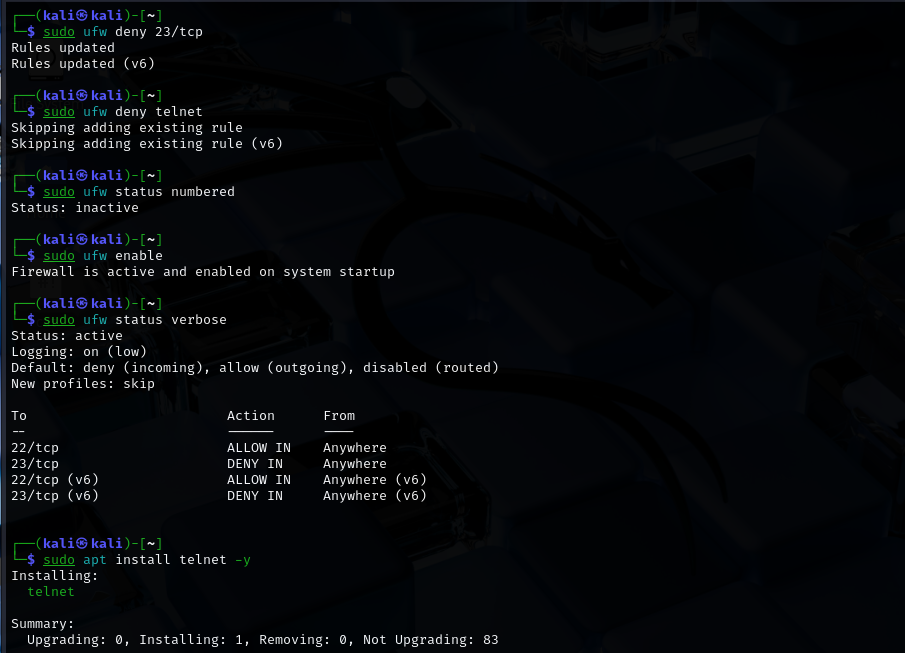 ┌──(kali㉿kali)-[~]
└─$ sudo ufw deny 23/tcp
Rules updated
Rules updated (v6)

┌──(kali㉿kali)-[~]
└─$ sudo ufw deny telnet
Skipping adding existing rule
Skipping adding existing rule (v6)

┌──(kali㉿kali)-[~]
└─$ sudo ufw status numbered
Status: inactive

┌──(kali㉿kali)-[~]
└─$ sudo ufw enable
Firewall is active and enabled on system startup

┌──(kali㉿kali)-[~]
└─$ sudo ufw status verbose
Status: active
Logging: on (low)
Default: deny (incoming), allow (outgoing), disabled (routed)
New profiles: skip

To                         Action      From
--                         ------      ----
22/tcp                     ALLOW IN    Anywhere
23/tcp                     DENY IN     Anywhere
22/tcp (v6)                ALLOW IN    Anywhere (v6)
23/tcp (v6)                DENY IN     Anywhere (v6)

┌──(kali㉿kali)-[~]
└─$ sudo apt install telnet -y
Installing:
  telnet

Summary:
  Upgrading: 0, Installing: 1, Removing: 0, Not Upgrading: 83